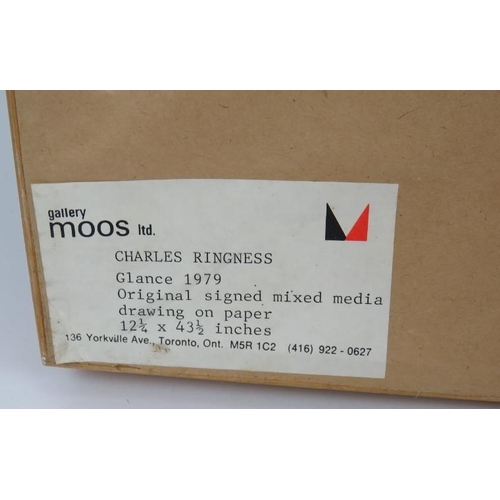 gallery
moos ltd.
CHARLES RINGNESS
Glance 1979
Original signed mixed media
drawing on paper
12¼ x 43½ inches
136 Yorkville Ave., Toronto, Ont. M5R 1C2 (416) 922-0627